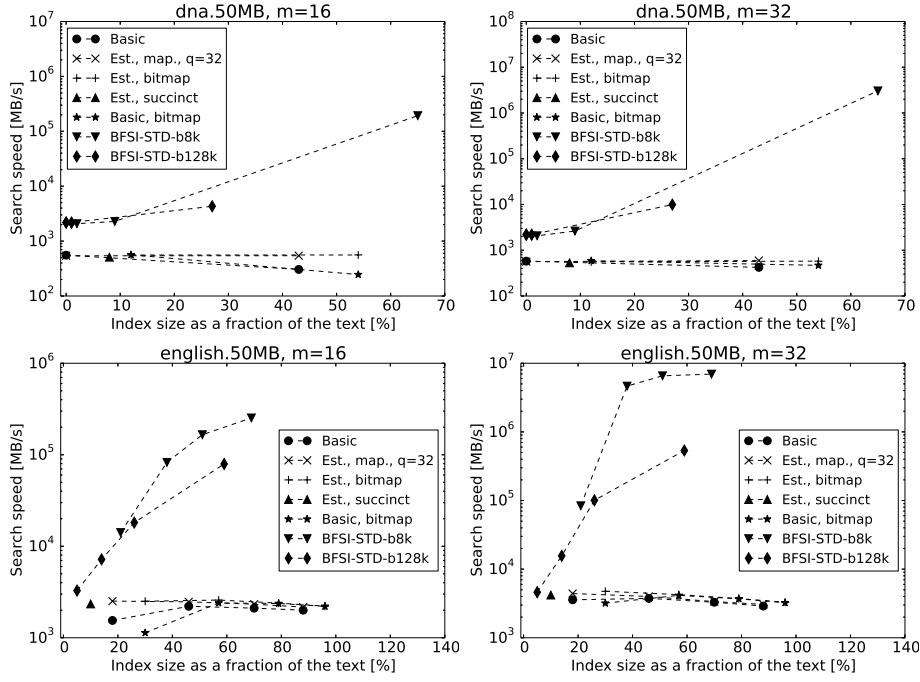 dna.50MB, m=16
Search speed [MB/s]
10^7
10^6
10^5
10^4
10^3
10^2
Basic
Est., map., q=32
Est., bitmap
Est., succinct
Basic, bitmap
BFSI-STD-b8k
BFSI-STD-b128k
0 10 20 30 40 50 60 70
Index size as a fraction of the text [%]
dna.50MB, m=32
Search speed [MB/s]
10^8
10^7
10^6
10^5
10^4
10^3
10^2
Basic
Est., map., q=32
Est., bitmap
Est., succinct
Basic, bitmap
BFSI-STD-b8k
BFSI-STD-b128k
0 10 20 30 40 50 60 70
Index size as a fraction of the text [%]
english.50MB, m=16
Search speed [MB/s]
10^6
10^5
10^4
10^3
Basic
Est., map., q=32
Est., bitmap
Est., succinct
Basic, bitmap
BFSI-STD-b8k
BFSI-STD-b128k
0 20 40 60 80 100 120 140
Index size as a fraction of the text [%]
english.50MB, m=32
Search speed [MB/s]
10^7
10^6
10^5
10^4
10^3
Basic
Est., map., q=32
Est., bitmap
Est., succinct
Basic, bitmap
BFSI-STD-b8k
BFSI-STD-b128k
0 20 40 60 80 100 120 140
Index size as a fraction of the text [%]